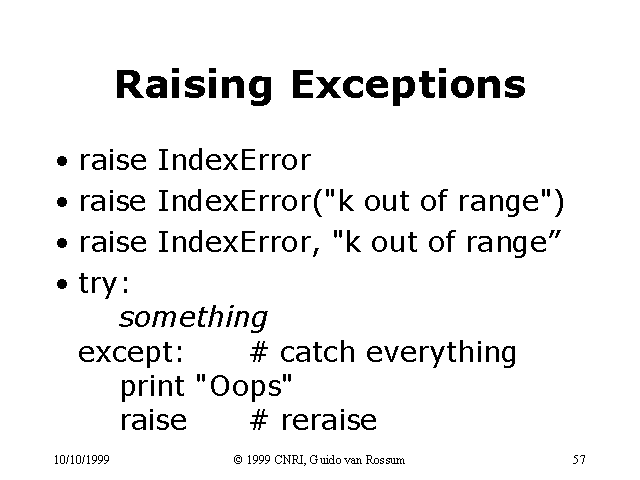 Raising Exceptions
• raise IndexError
• raise IndexError("k out of range")
• raise IndexError, "k out of range”
• try:
something
except: # catch everything
print "Oops"
raise # reraise
10/10/1999 © 1999 CNRI, Guido van Rossum 57